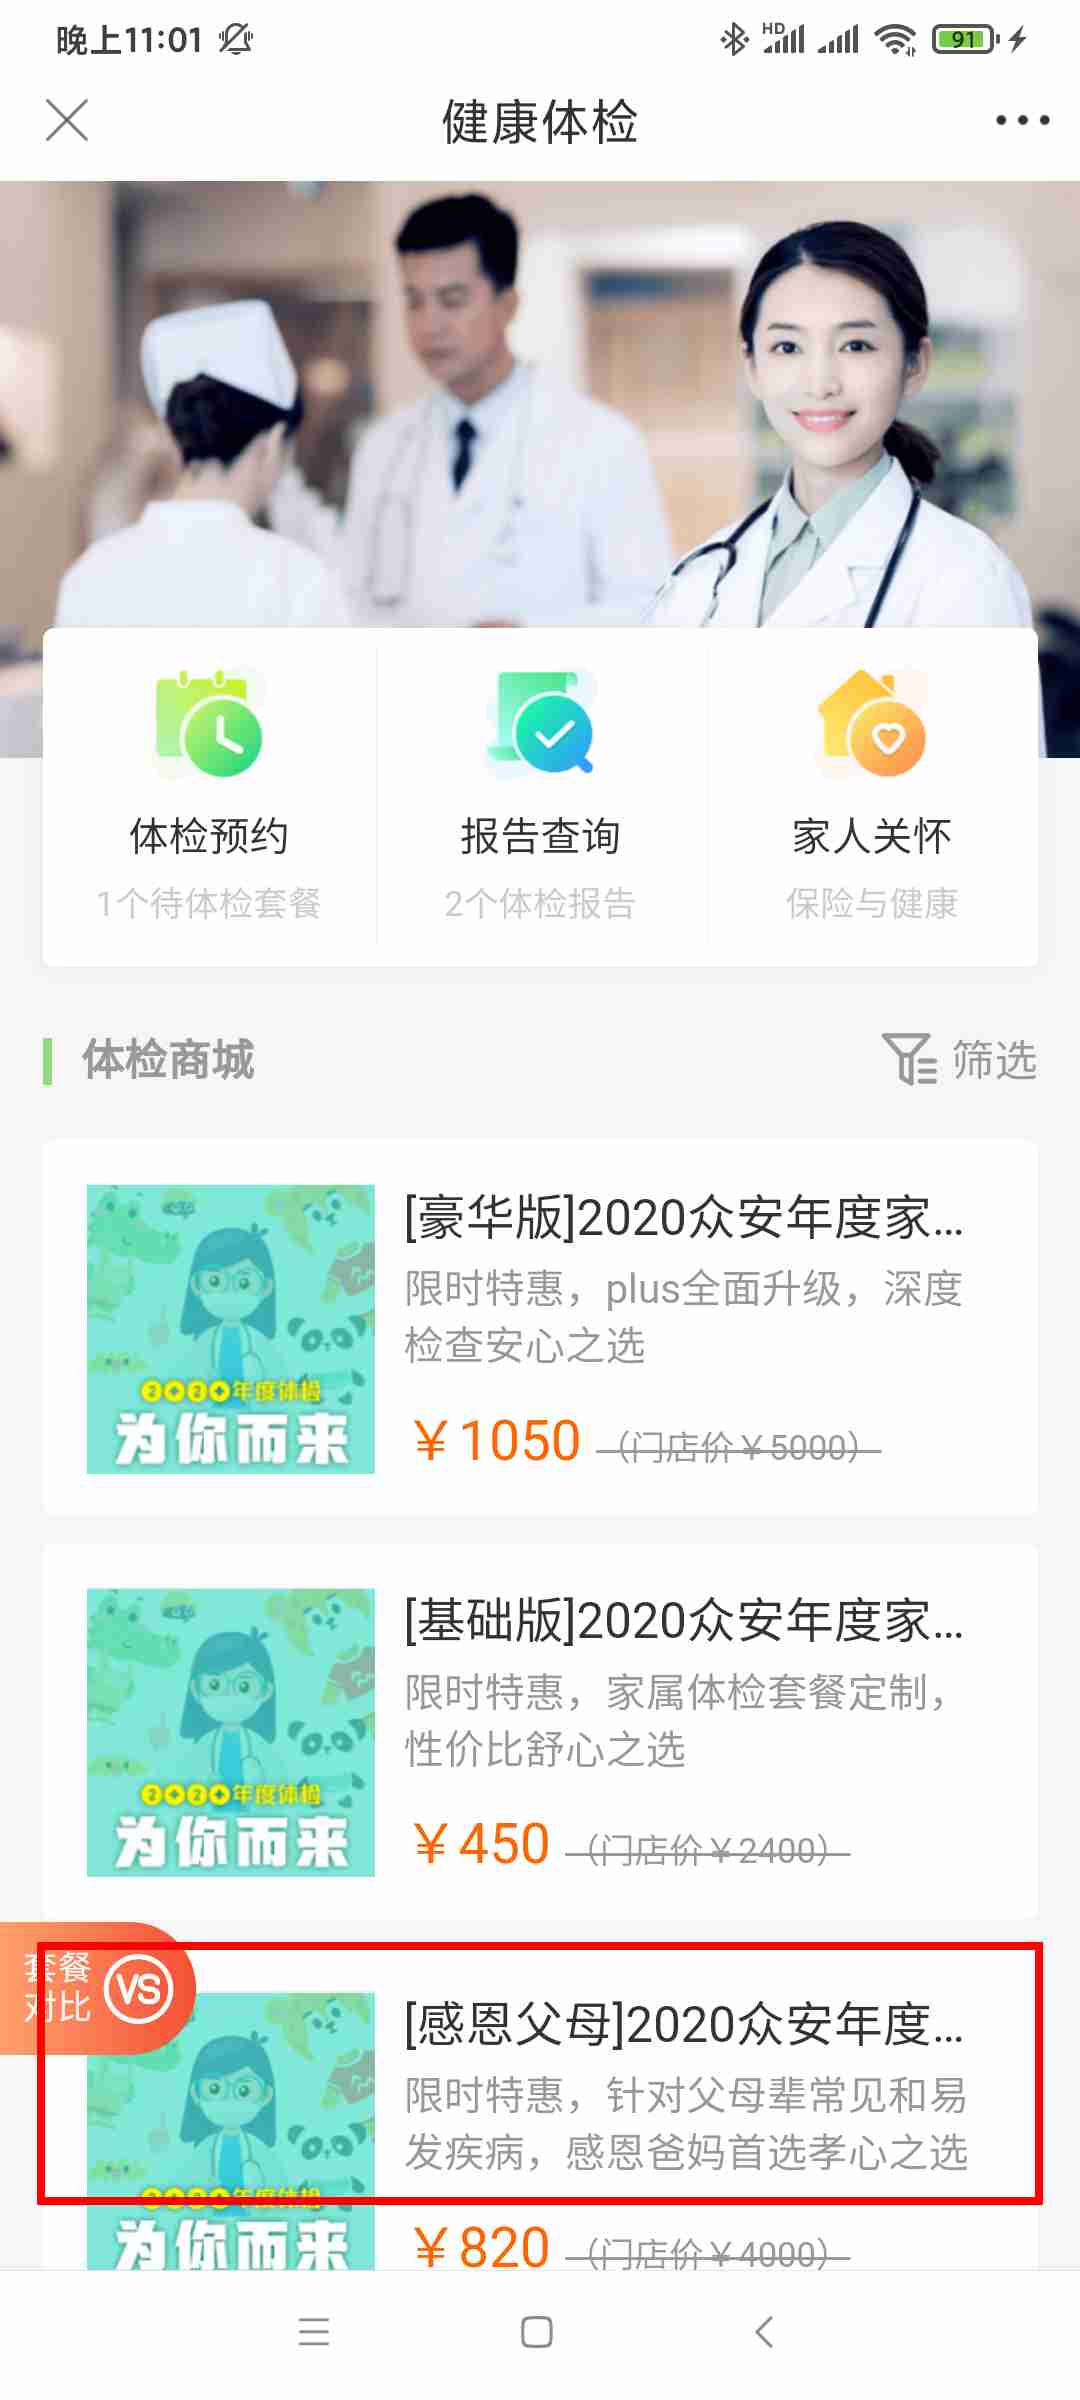 晚上11:01
HD
91
健康体检
体检预约
报告查询
家人关怀
1个待体检套餐
2个体检报告
保险与健康
体检商城
筛选
[豪华版]2020众安年度家...
限时特惠，plus全面升级，深度
检查安心之选
2020年度体检
为你而来
￥1050
（门店价￥5000）
[基础版]2020众安年度家...
限时特惠，家属体检套餐定制，
性价比舒心之选
2020年度体检
为你而来
￥450
（门店价￥2400）
套餐
对比
VS
[感恩父母]2020众安年度...
限时特惠，针对父母辈常见和易
发疾病，感恩爸妈首选孝心之选
2020年度体检
为你而来
￥820
（门店价￥4000）